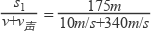 s₁/(v+v声) = 175m/(10m/s+340m/s)